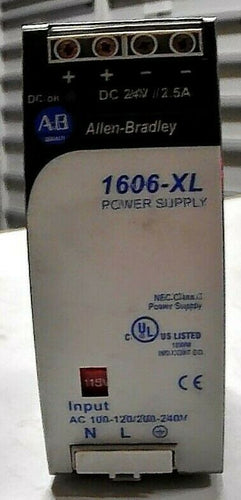 + + − −
DC OK DC 24V // 2.5A
AB
Allen-Bradley
1606-XL
POWER SUPPLY
NEC Class 2
Power Supply
C UL US LISTED
115V
CE
Input
AC 100-120/200-240V
N L